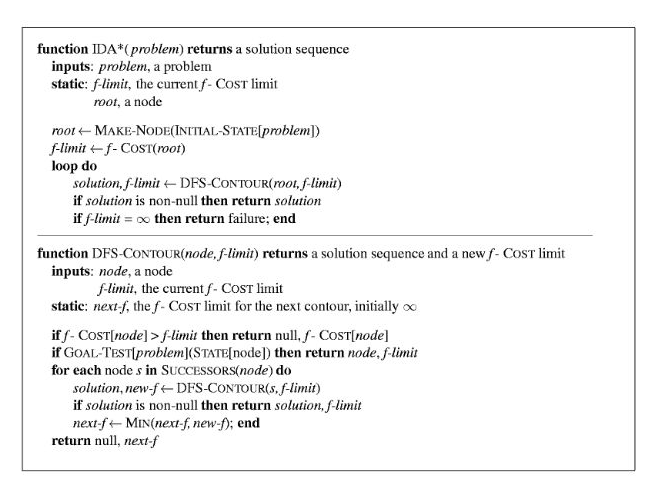 function IDA*( problem) returns a solution sequence
inputs: problem, a problem
static: f-limit, the current f - COST limit
root, a node
root ← MAKE-NODE(INITIAL-STATE[problem])
f-limit ← f - COST(root)
loop do
solution, f-limit ← DFS-CONTOUR(root, f-limit)
if solution is non-null then return solution
if f-limit = ∞ then return failure; end
function DFS-CONTOUR(node, f-limit) returns a solution sequence and a new f - COST limit
inputs: node, a node
f-limit, the current f - COST limit
static: next-f, the f - COST limit for the next contour, initially ∞
if f - COST[node] > f-limit then return null, f - COST[node]
if GOAL-TEST[problem](STATE[node]) then return node, f-limit
for each node s in SUCCESSORS(node) do
solution, new-f ← DFS-CONTOUR(s, f-limit)
if solution is non-null then return solution, f-limit
next-f ← MIN(next-f, new-f); end
return null, next-f